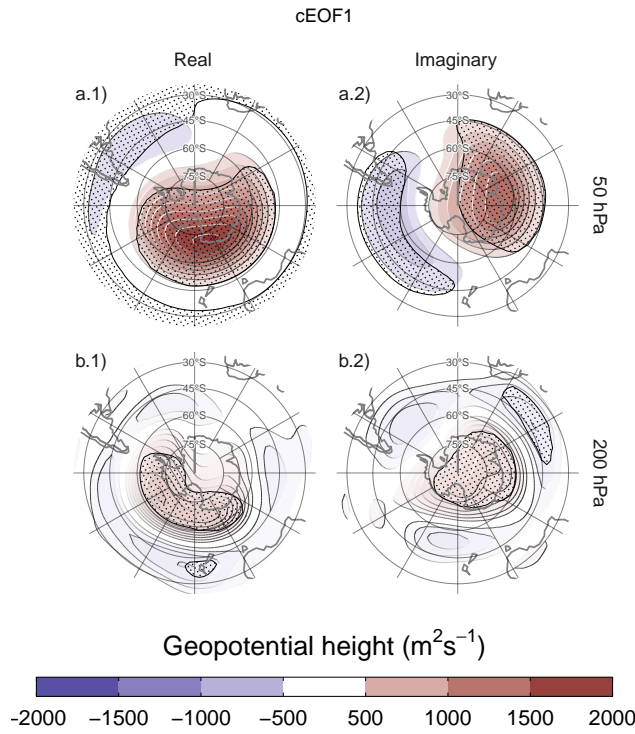 cEOF1
Real Imaginary
a.1) 30°S 45°S 60°S 75°S
a.2) 30°S 45°S 60°S 75°S
50 hPa
b.1) 30°S 45°S 60°S 75°S
b.2) 30°S 45°S 60°S 75°S
200 hPa
Geopotential height (m²s⁻¹)
-2000 −1500 −1000 −500 500 1000 1500 2000